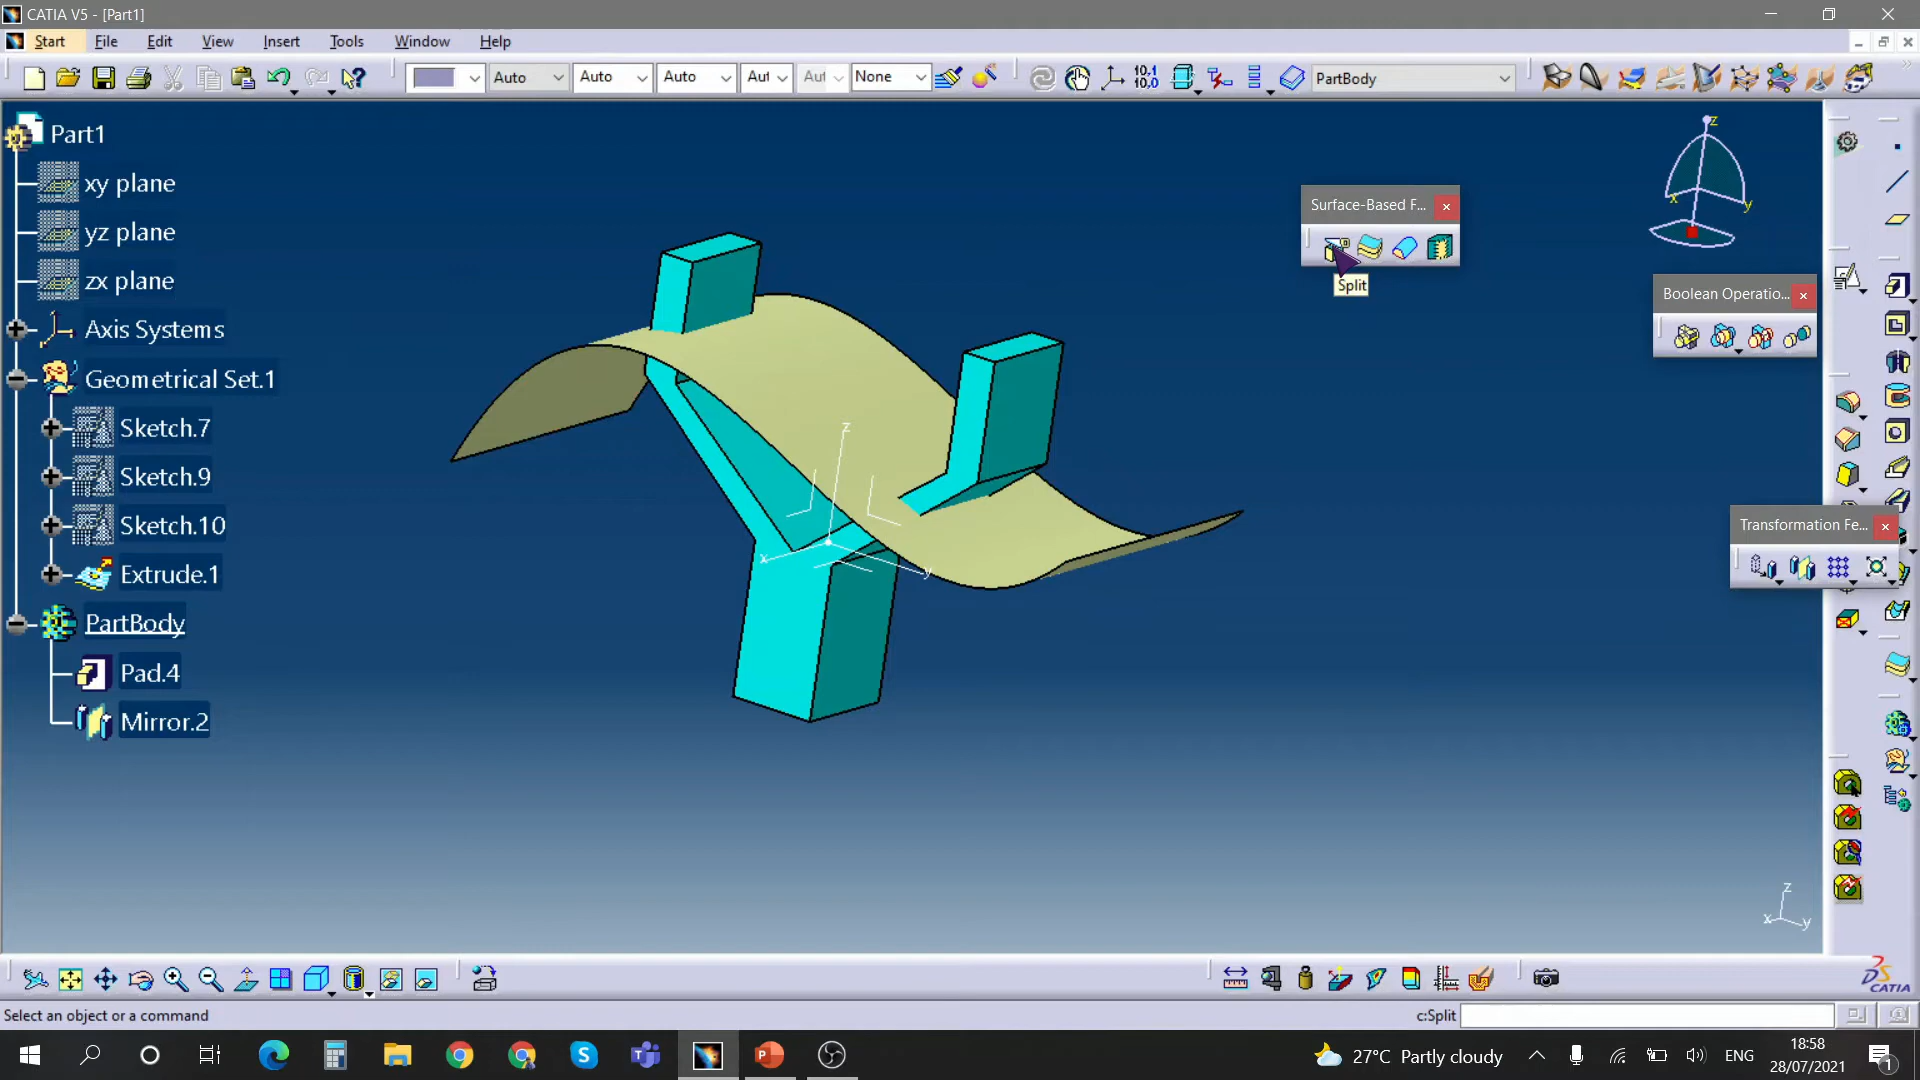 CATIA V5 - [Part1]
Start File Edit View Insert Tools Window Help
Auto Auto Auto Aut Aut None PartBody
Part1
xy plane
yz plane
zx plane
Axis Systems
Geometrical Set.1
Sketch.7
Sketch.9
Sketch.10
Extrude.1
PartBody
Pad.4
Mirror.2
z
x
y
z
x
y
Surface-Based F...
Split
Boolean Operatio...
Transformation Fe...
z
x
y
DS
CATIA
Select an object or a command
c:Split
27°C Partly cloudy
ENG
18:58
28/07/2021
1